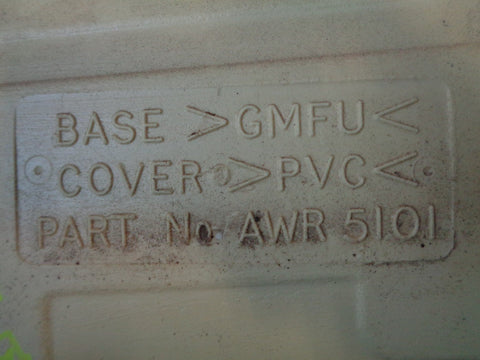 BASE >GMFU<
COVER >PVC<
PART No AWR 5101